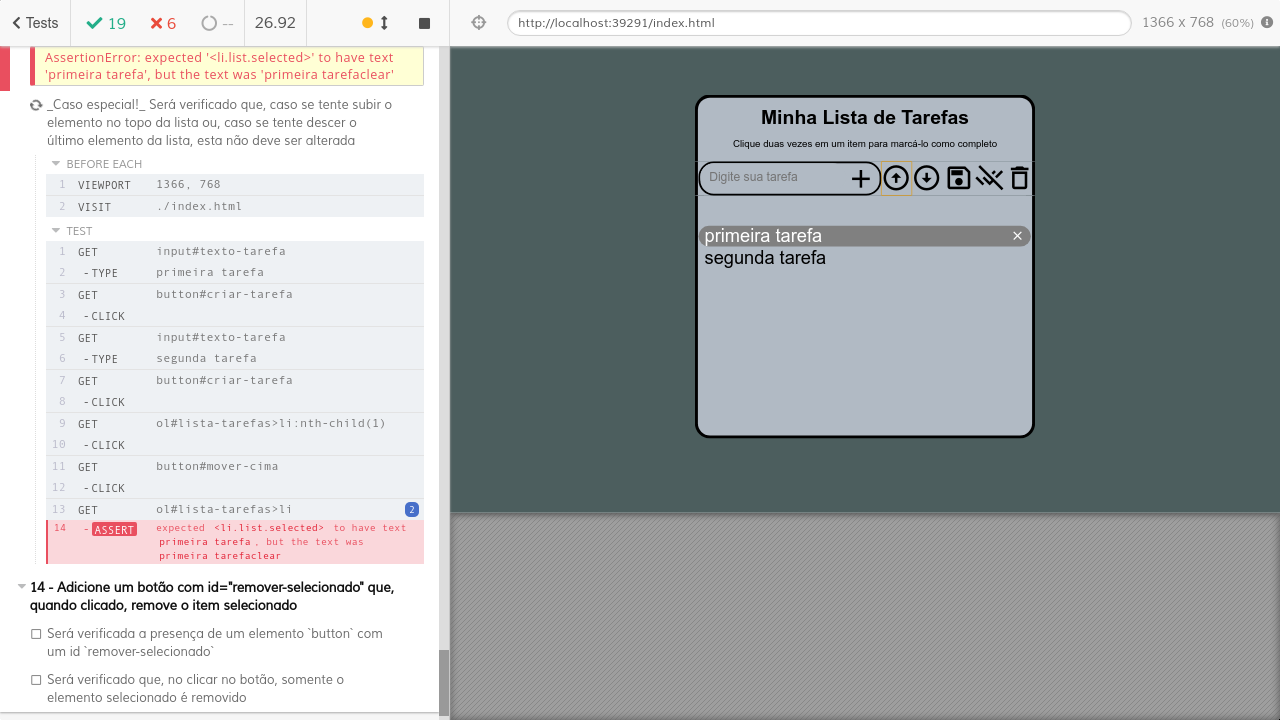 Tests
19
6
--
26.92
http://localhost:39291/index.html
1366 x 768 (60%)
AssertionError: expected '<li.list.selected>' to have text
'primeira tarefa', but the text was 'primeira tarefaclear'
_Caso especial!_ Será verificado que, caso se tente subir o
elemento no topo da lista ou, caso se tente descer o
último elemento da lista, esta não deve ser alterada
BEFORE EACH
1 VIEWPORT 1366, 768
2 VISIT ./index.html
TEST
1 GET input#texto-tarefa
2 -TYPE primeira tarefa
3 GET button#criar-tarefa
4 -CLICK
5 GET input#texto-tarefa
6 -TYPE segunda tarefa
7 GET button#criar-tarefa
8 -CLICK
9 GET ol#lista-tarefas>li:nth-child(1)
10 -CLICK
11 GET button#mover-cima
12 -CLICK
13 GET ol#lista-tarefas>li 2
14 -ASSERT expected <li.list.selected> to have text
primeira tarefa, but the text was
primeira tarefaclear
14 - Adicione um botão com id="remover-selecionado" que,
quando clicado, remove o item selecionado
Será verificada a presença de um elemento `button` com
um id `remover-selecionado`
Será verificado que, no clicar no botão, somente o
elemento selecionado é removido
Minha Lista de Tarefas
Clique duas vezes em um item para marcá-lo como completo
Digite sua tarefa
primeira tarefa ×
segunda tarefa